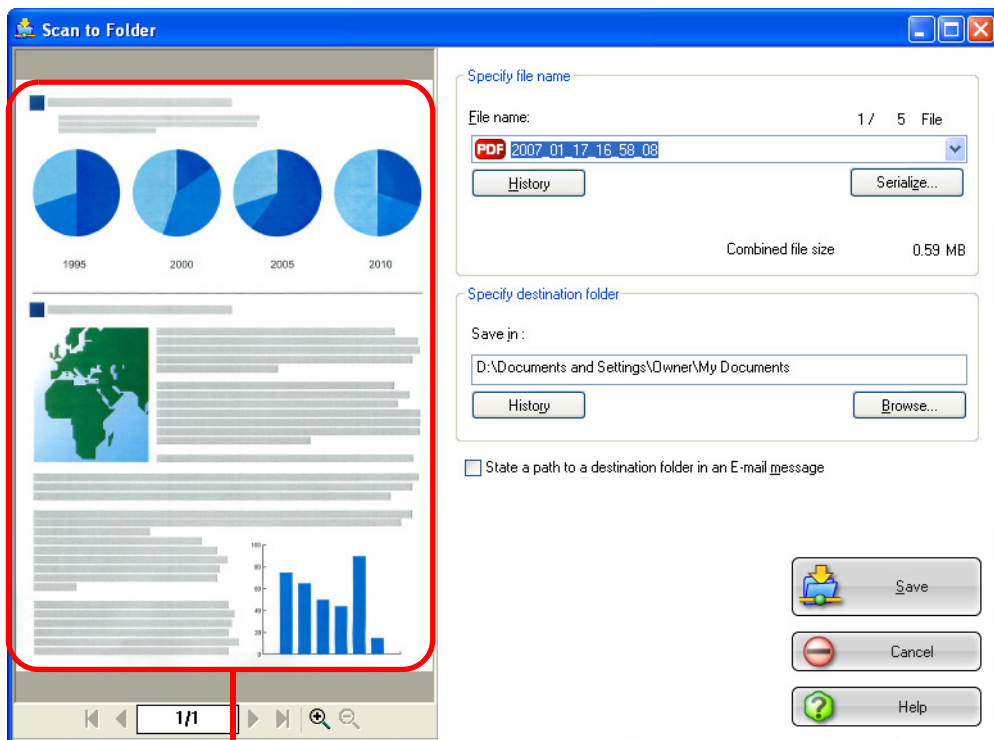 Scan to Folder
1995 2000 2005 2010
100
80
60
40
20
0
1/1
Specify file name
File name: 1 / 5 File
PDF 2007_01_17_16_58_08
History Serialize...
Combined file size 0.59 MB
Specify destination folder
Save in :
D:\Documents and Settings\Owner\My Documents
History Browse...
State a path to a destination folder in an E-mail message
Save
Cancel
Help